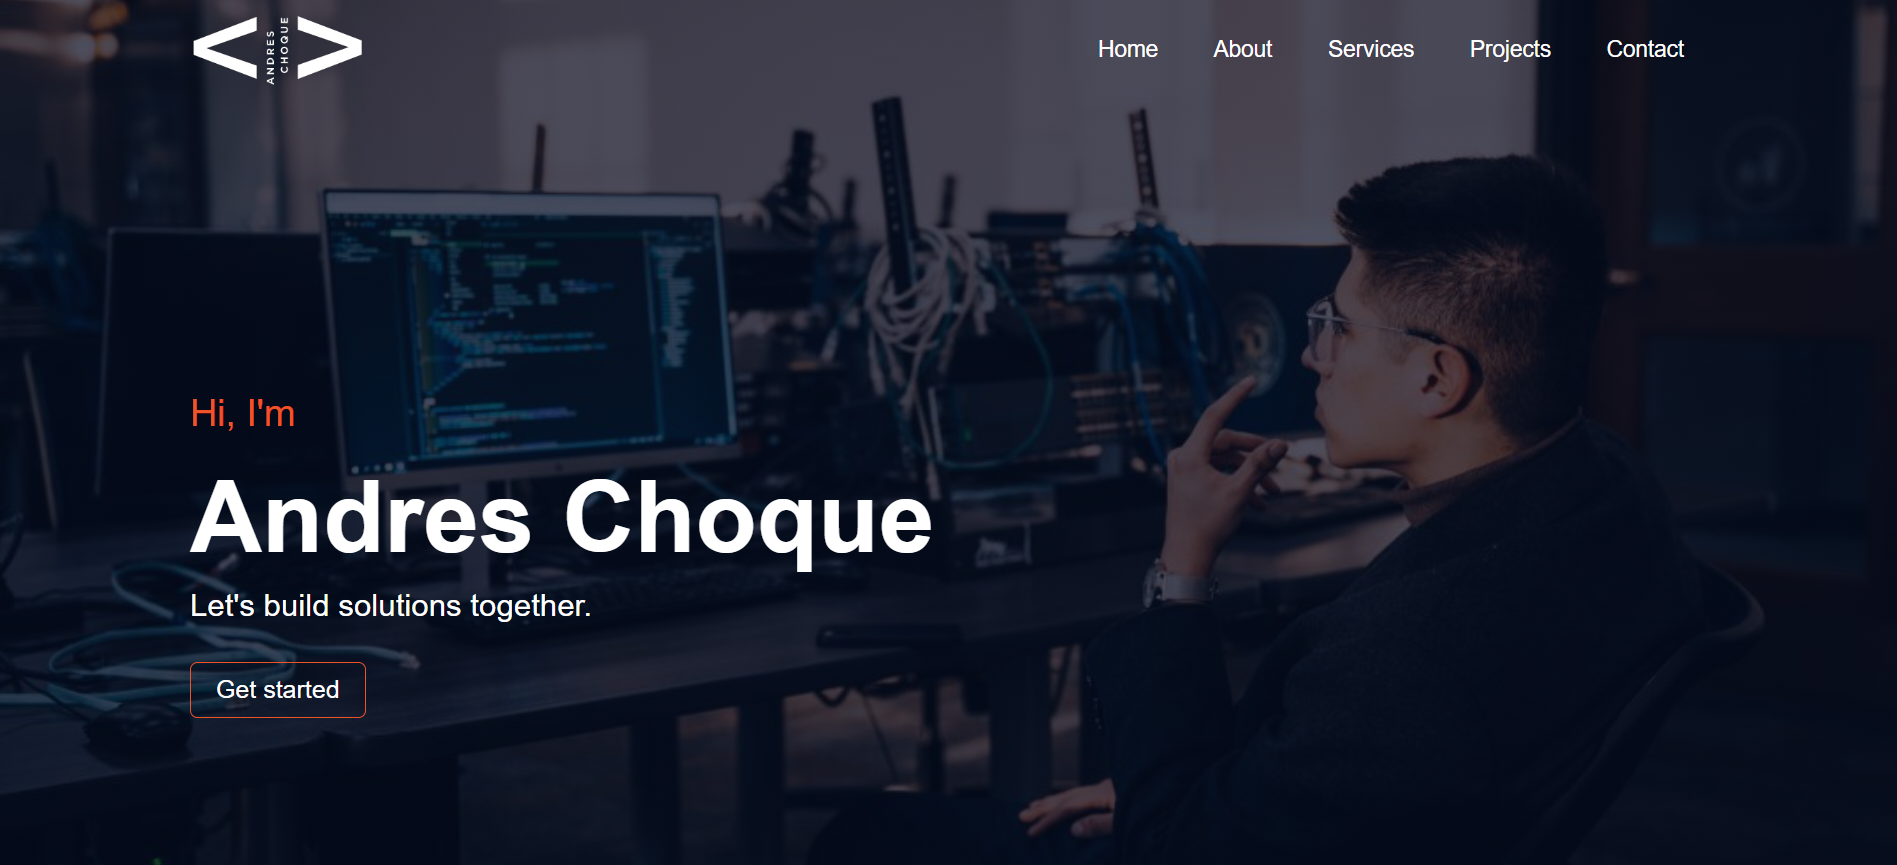 < ANDRES CHOQUE >
Home About Services Projects Contact
Hi, I'm
Andres Choque
Let's build solutions together.
Get started